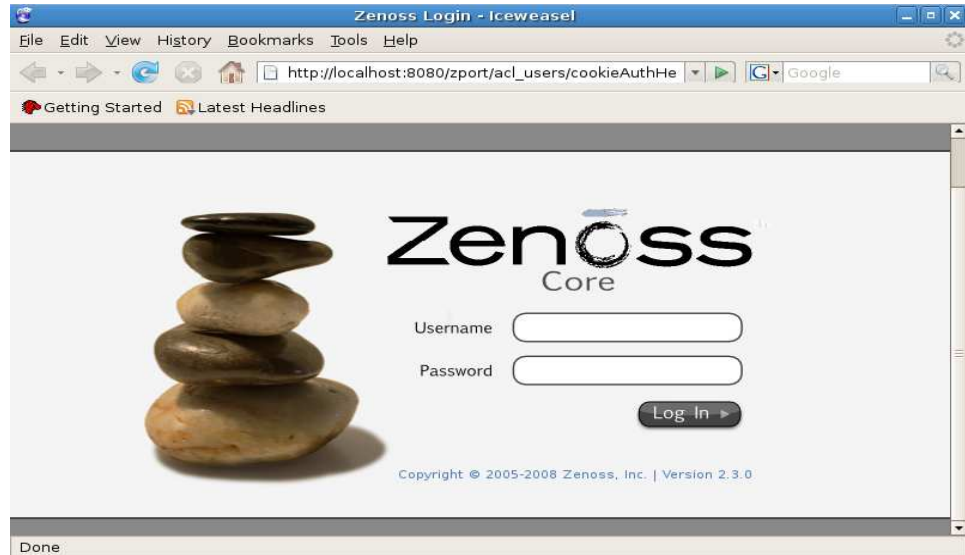 Zenoss Login - Iceweasel
File Edit View History Bookmarks Tools Help
http://localhost:8080/zport/acl_users/cookieAuthHe
G Google
Getting Started Latest Headlines
Zenoss
Core
Username
Password
Log In
Copyright © 2005-2008 Zenoss, Inc. | Version 2.3.0
Done